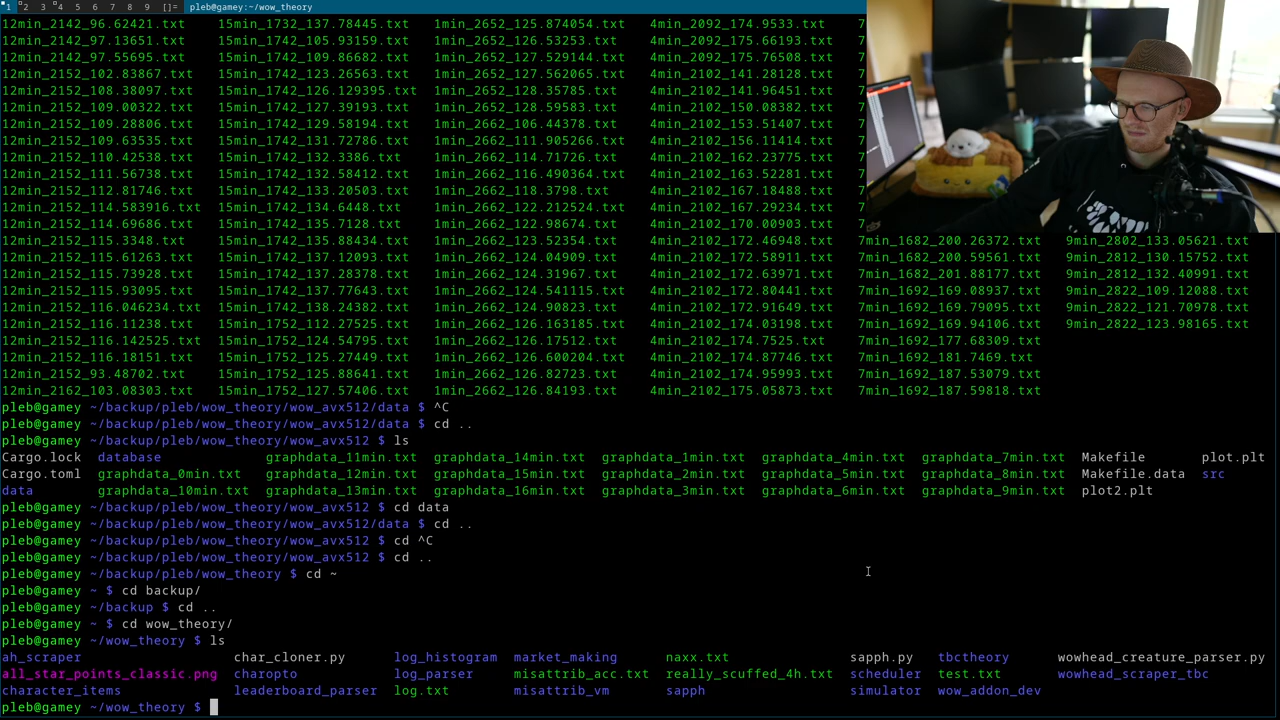 1 2 3 4 5 6 7 8 9 []= pleb@gamey:~/wow_theory
12min_2142_96.62421.txt 15min_1732_137.78445.txt 1min_2652_125.874054.txt 4min_2092_174.9533.txt 7
12min_2142_97.13651.txt 15min_1742_105.93159.txt 1min_2652_126.53253.txt 4min_2092_175.66193.txt 7
12min_2142_97.55695.txt 15min_1742_109.86682.txt 1min_2652_127.529144.txt 4min_2092_175.76508.txt 7
12min_2152_102.83867.txt 15min_1742_123.26563.txt 1min_2652_127.562065.txt 4min_2102_141.28128.txt 7
12min_2152_108.38097.txt 15min_1742_126.129395.txt 1min_2652_128.35785.txt 4min_2102_141.96451.txt 7
12min_2152_109.00322.txt 15min_1742_127.39193.txt 1min_2652_128.59583.txt 4min_2102_150.08382.txt 7
12min_2152_109.28806.txt 15min_1742_129.58194.txt 1min_2662_106.44378.txt 4min_2102_153.51407.txt 7
12min_2152_109.63535.txt 15min_1742_131.72786.txt 1min_2662_111.905266.txt 4min_2102_156.11414.txt 7
12min_2152_110.42538.txt 15min_1742_132.3386.txt 1min_2662_114.71726.txt 4min_2102_162.23775.txt 7
12min_2152_111.56738.txt 15min_1742_132.58412.txt 1min_2662_116.490364.txt 4min_2102_163.52281.txt 7
12min_2152_112.81746.txt 15min_1742_133.20503.txt 1min_2662_118.3798.txt 4min_2102_167.18488.txt 7
12min_2152_114.583916.txt 15min_1742_134.6448.txt 1min_2662_122.212524.txt 4min_2102_167.29234.txt 7
12min_2152_114.69686.txt 15min_1742_135.7128.txt 1min_2662_122.98674.txt 4min_2102_170.00903.txt 7
12min_2152_115.3348.txt 15min_1742_135.88434.txt 1min_2662_123.52354.txt 4min_2102_172.46948.txt 7min_1682_200.26372.txt 9min_2802_133.05621.txt
12min_2152_115.61263.txt 15min_1742_137.12093.txt 1min_2662_124.04909.txt 4min_2102_172.58911.txt 7min_1682_200.59561.txt 9min_2812_130.15752.txt
12min_2152_115.73928.txt 15min_1742_137.28378.txt 1min_2662_124.31967.txt 4min_2102_172.63971.txt 7min_1682_201.88177.txt 9min_2812_132.40991.txt
12min_2152_115.93095.txt 15min_1742_137.77643.txt 1min_2662_124.541115.txt 4min_2102_172.80441.txt 7min_1692_169.08937.txt 9min_2822_109.12088.txt
12min_2152_116.046234.txt 15min_1742_138.24382.txt 1min_2662_124.90823.txt 4min_2102_172.91649.txt 7min_1692_169.79095.txt 9min_2822_121.70978.txt
12min_2152_116.11238.txt 15min_1752_112.27525.txt 1min_2662_126.163185.txt 4min_2102_174.03198.txt 7min_1692_169.94106.txt 9min_2822_123.98165.txt
12min_2152_116.142525.txt 15min_1752_124.54795.txt 1min_2662_126.17512.txt 4min_2102_174.7525.txt 7min_1692_177.68309.txt
12min_2152_116.18151.txt 15min_1752_125.27449.txt 1min_2662_126.600204.txt 4min_2102_174.87746.txt 7min_1692_181.7469.txt
12min_2152_93.48702.txt 15min_1752_125.88641.txt 1min_2662_126.82723.txt 4min_2102_174.95993.txt 7min_1692_187.53079.txt
12min_2162_103.08303.txt 15min_1752_127.57406.txt 1min_2662_126.84193.txt 4min_2102_175.05873.txt 7min_1692_187.59818.txt
pleb@gamey ~/backup/pleb/wow_theory/wow_avx512/data $ ^C
pleb@gamey ~/backup/pleb/wow_theory/wow_avx512/data $ cd ..
pleb@gamey ~/backup/pleb/wow_theory/wow_avx512 $ ls
Cargo.lock database graphdata_11min.txt graphdata_14min.txt graphdata_1min.txt graphdata_4min.txt graphdata_7min.txt Makefile plot.plt
Cargo.toml graphdata_0min.txt graphdata_12min.txt graphdata_15min.txt graphdata_2min.txt graphdata_5min.txt graphdata_8min.txt Makefile.data src
data graphdata_10min.txt graphdata_13min.txt graphdata_16min.txt graphdata_3min.txt graphdata_6min.txt graphdata_9min.txt plot2.plt
pleb@gamey ~/backup/pleb/wow_theory/wow_avx512 $ cd data
pleb@gamey ~/backup/pleb/wow_theory/wow_avx512/data $ cd ..
pleb@gamey ~/backup/pleb/wow_theory/wow_avx512 $ cd ^C
pleb@gamey ~/backup/pleb/wow_theory/wow_avx512 $ cd ..
pleb@gamey ~/backup/pleb/wow_theory $ cd ~
pleb@gamey ~ $ cd backup/
pleb@gamey ~/backup $ cd ..
pleb@gamey ~ $ cd wow_theory/
pleb@gamey ~/wow_theory $ ls
ah_scraper char_cloner.py log_histogram market_making naxx.txt sapph.py tbctheory wowhead_creature_parser.py
all_star_points_classic.png charopto log_parser misattrib_acc.txt really_scuffed_4h.txt scheduler test.txt wowhead_scraper_tbc
character_items leaderboard_parser log.txt misattrib_vm sapph simulator wow_addon_dev
pleb@gamey ~/wow_theory $